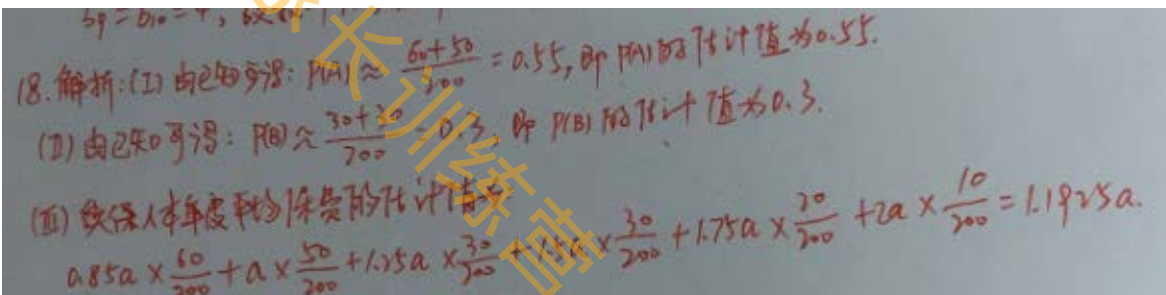 18.解析:(I)由已知可得: P(A)≈ (60+50)/200 = 0.55, 即 P(A)的估计值为0.55.
(II)由已知可得: P(B)≈ (30+30)/200 = 0.3, 即 P(B)的估计值为0.3.
(III)续保人本年度平均保费的估计值为
0.85a × 60/200 + a × 50/200 + 1.25a × 30/200 + 1.5a × 30/200 + 1.75a × 20/200 + 2a × 10/200 = 1.1925a.
长训练营